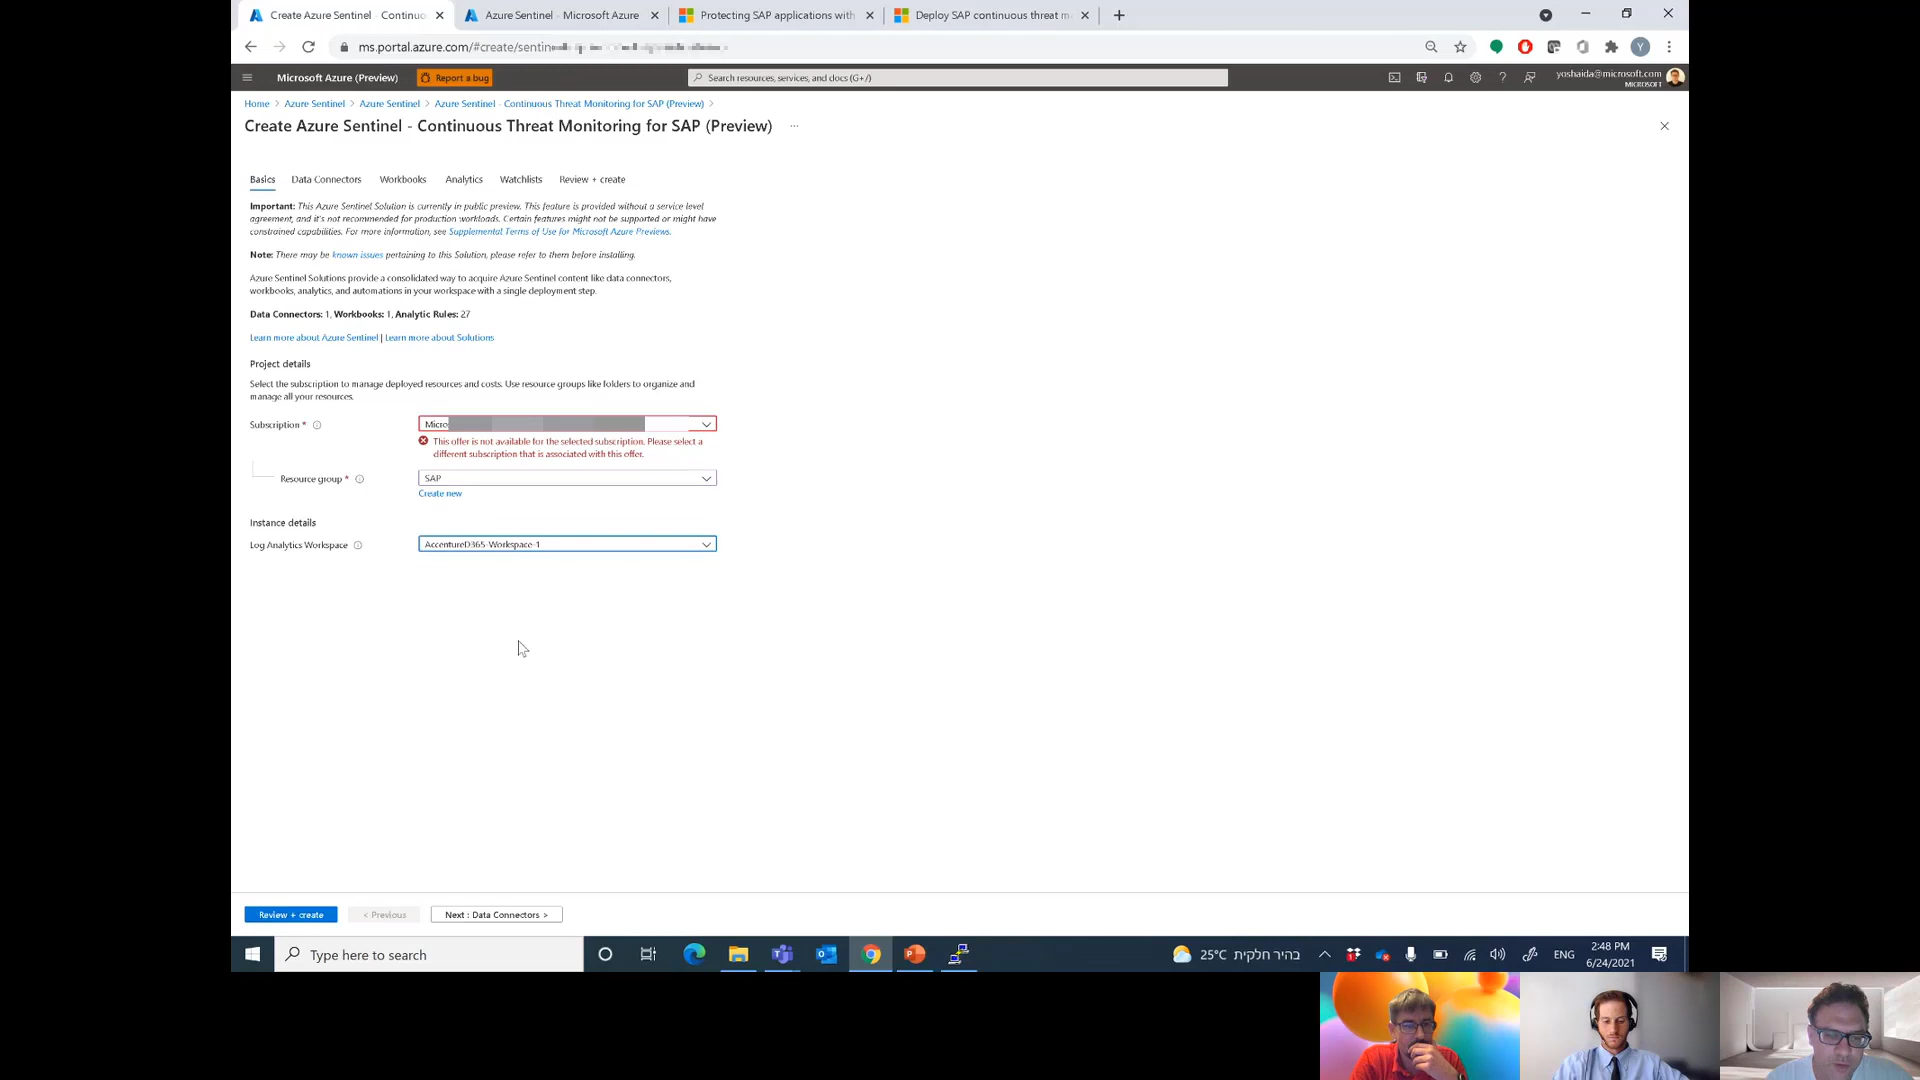 Create Azure Sentinel - Continuo
Azure Sentinel - Microsoft Azure
Protecting SAP applications with
Deploy SAP continuous threat m
ms.portal.azure.com/#create/sentin
Microsoft Azure (Preview)
Report a bug
Search resources, services, and docs (G+/)
yoshaida@microsoft.com
MICROSOFT
Home > Azure Sentinel > Azure Sentinel > Azure Sentinel - Continuous Threat Monitoring for SAP (Preview) >
Create Azure Sentinel - Continuous Threat Monitoring for SAP (Preview) ...
Basics Data Connectors Workbooks Analytics Watchlists Review + create
Important: This Azure Sentinel Solution is currently in public preview. This feature is provided without a service level
agreement, and it's not recommended for production workloads. Certain features might not be supported or might have
constrained capabilities. For more information, see Supplemental Terms of Use for Microsoft Azure Previews.
Note: There may be known issues pertaining to this Solution, please refer to them before installing.
Azure Sentinel Solutions provide a consolidated way to acquire Azure Sentinel content like data connectors,
workbooks, analytics, and automations in your workspace with a single deployment step.
Data Connectors: 1, Workbooks: 1, Analytic Rules: 27
Learn more about Azure Sentinel | Learn more about Solutions
Project details
Select the subscription to manage deployed resources and costs. Use resource groups like folders to organize and
manage all your resources.
Subscription *
Micro
This offer is not available for the selected subscription. Please select a
different subscription that is associated with this offer.
Resource group *
SAP
Create new
Instance details
Log Analytics Workspace
AccentureD365-Workspace-1
Review + create
< Previous
Next : Data Connectors >
Type here to search
25°C בהיר חלקית
ENG
2:48 PM
6/24/2021